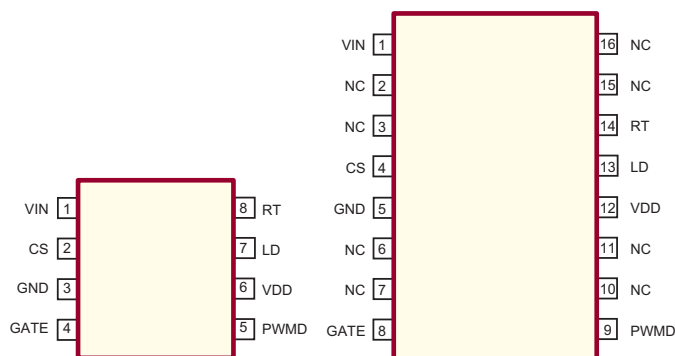 VIN 1 16 NC
NC 2 15 NC
NC 3 14 RT
CS 4 13 LD
GND 5 12 VDD
NC 6 11 NC
NC 7 10 NC
GATE 8 9 PWMD
VIN 1 8 RT
CS 2 7 LD
GND 3 6 VDD
GATE 4 5 PWMD